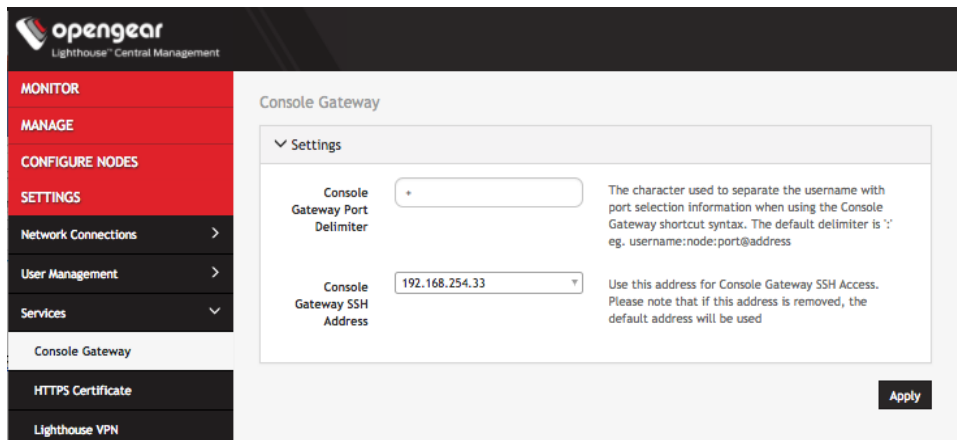 opengear
Lighthouse™ Central Management
MONITOR
MANAGE
CONFIGURE NODES
SETTINGS
Network Connections
User Management
Services
Console Gateway
HTTPS Certificate
Lighthouse VPN
Console Gateway
Settings
Console
Gateway Port
Delimiter
+
The character used to separate the username with
port selection information when using the Console
Gateway shortcut syntax. The default delimiter is ':'
eg. username:node:port@address
Console
Gateway SSH
Address
192.168.254.33
Use this address for Console Gateway SSH Access.
Please note that if this address is removed, the
default address will be used
Apply